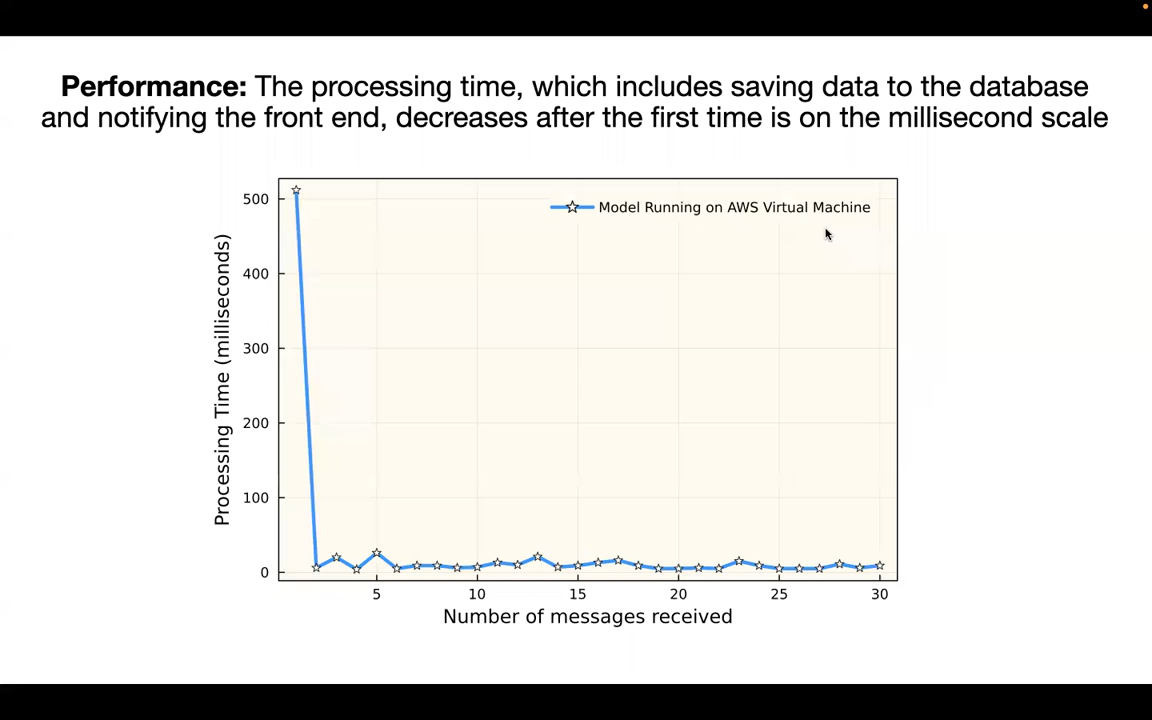 Performance: The processing time, which includes saving data to the database
and notifying the front end, decreases after the first time is on the millisecond scale
Model Running on AWS Virtual Machine
Processing Time (milliseconds)
500
400
300
200
100
0
5 10 15 20 25 30
Number of messages received